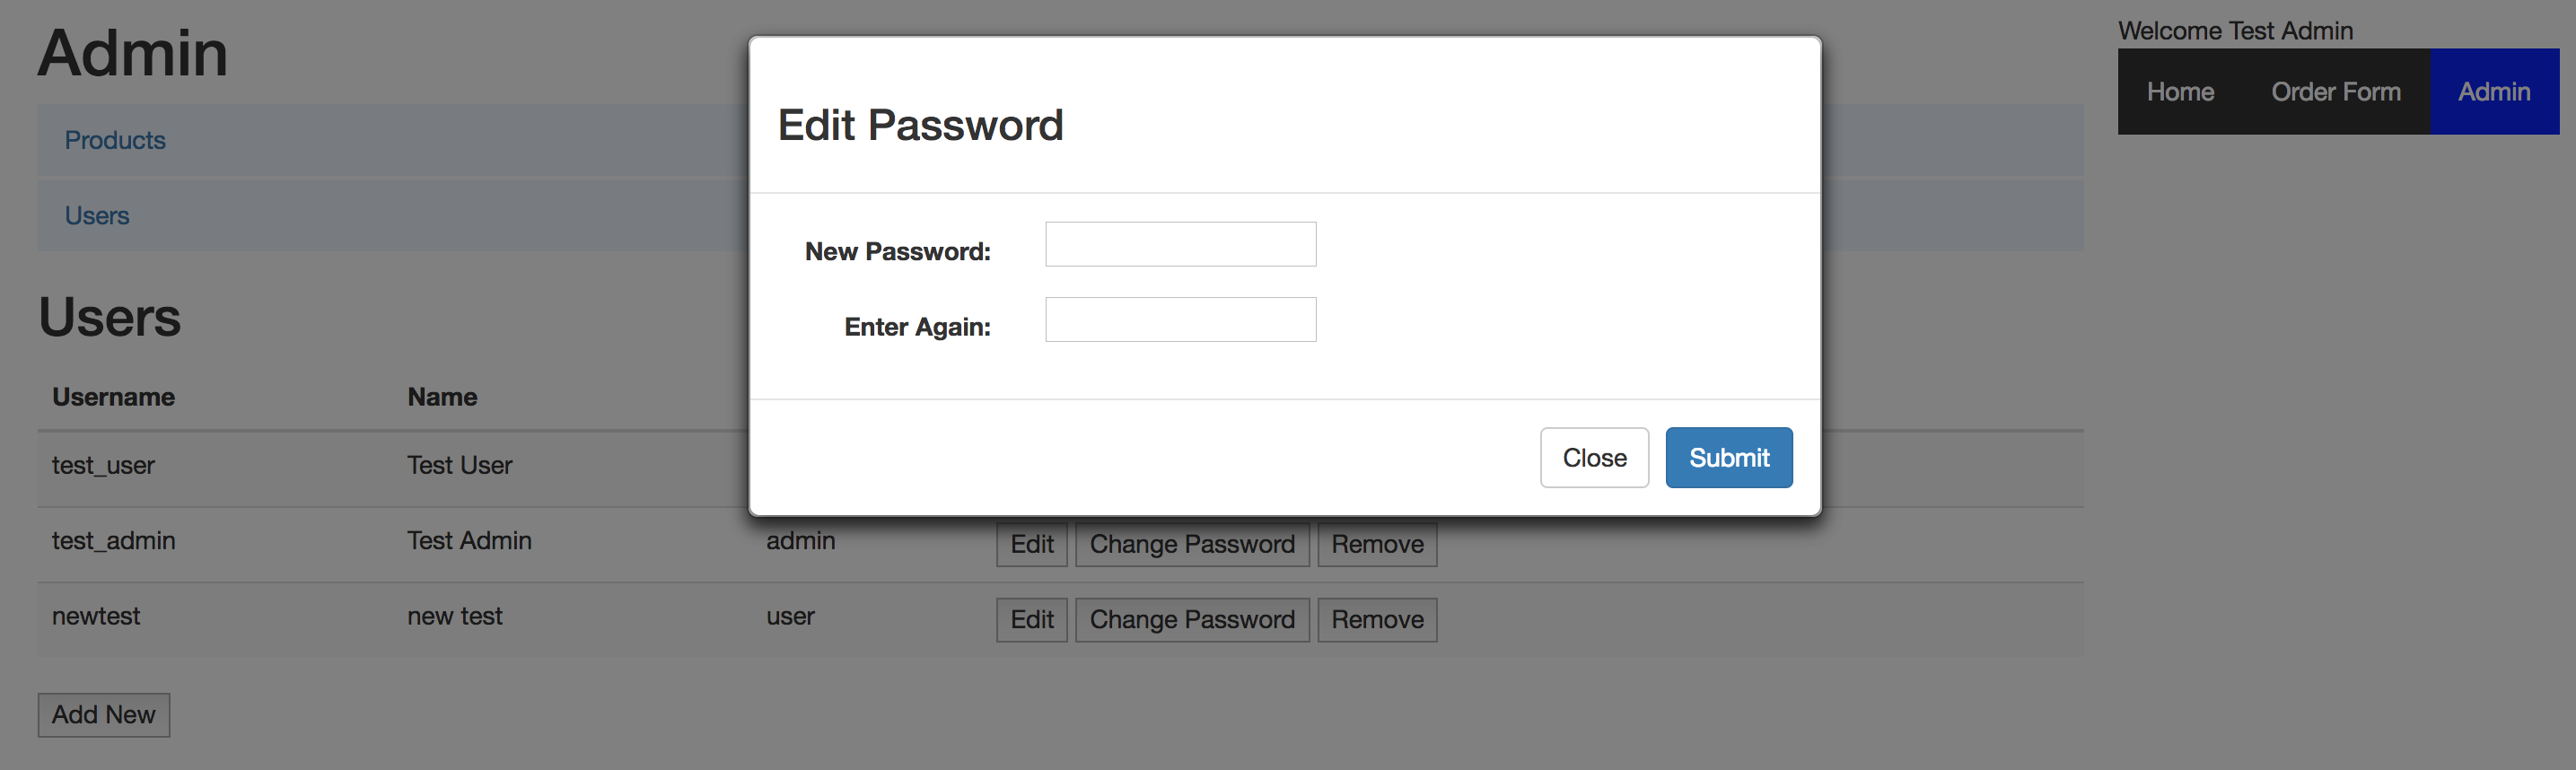 Admin
Welcome Test Admin
Home Order Form Admin
Products
Users
Edit Password
New Password:
Enter Again:
Close Submit
Users
Username Name
test_user Test User
test_admin Test Admin admin Edit Change Password Remove
newtest new test user Edit Change Password Remove
Add New